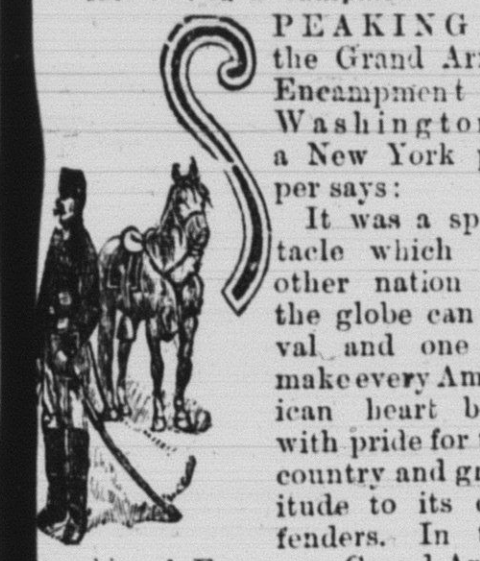 SPEAKING
the Grand Ar
Encampment
Washington
a New York p
per says:
It was a sp
tacle which
other nation
the globe can
val and one
make every Am
ican heart b
with pride for t
country and gr
itude to its
fenders. In t